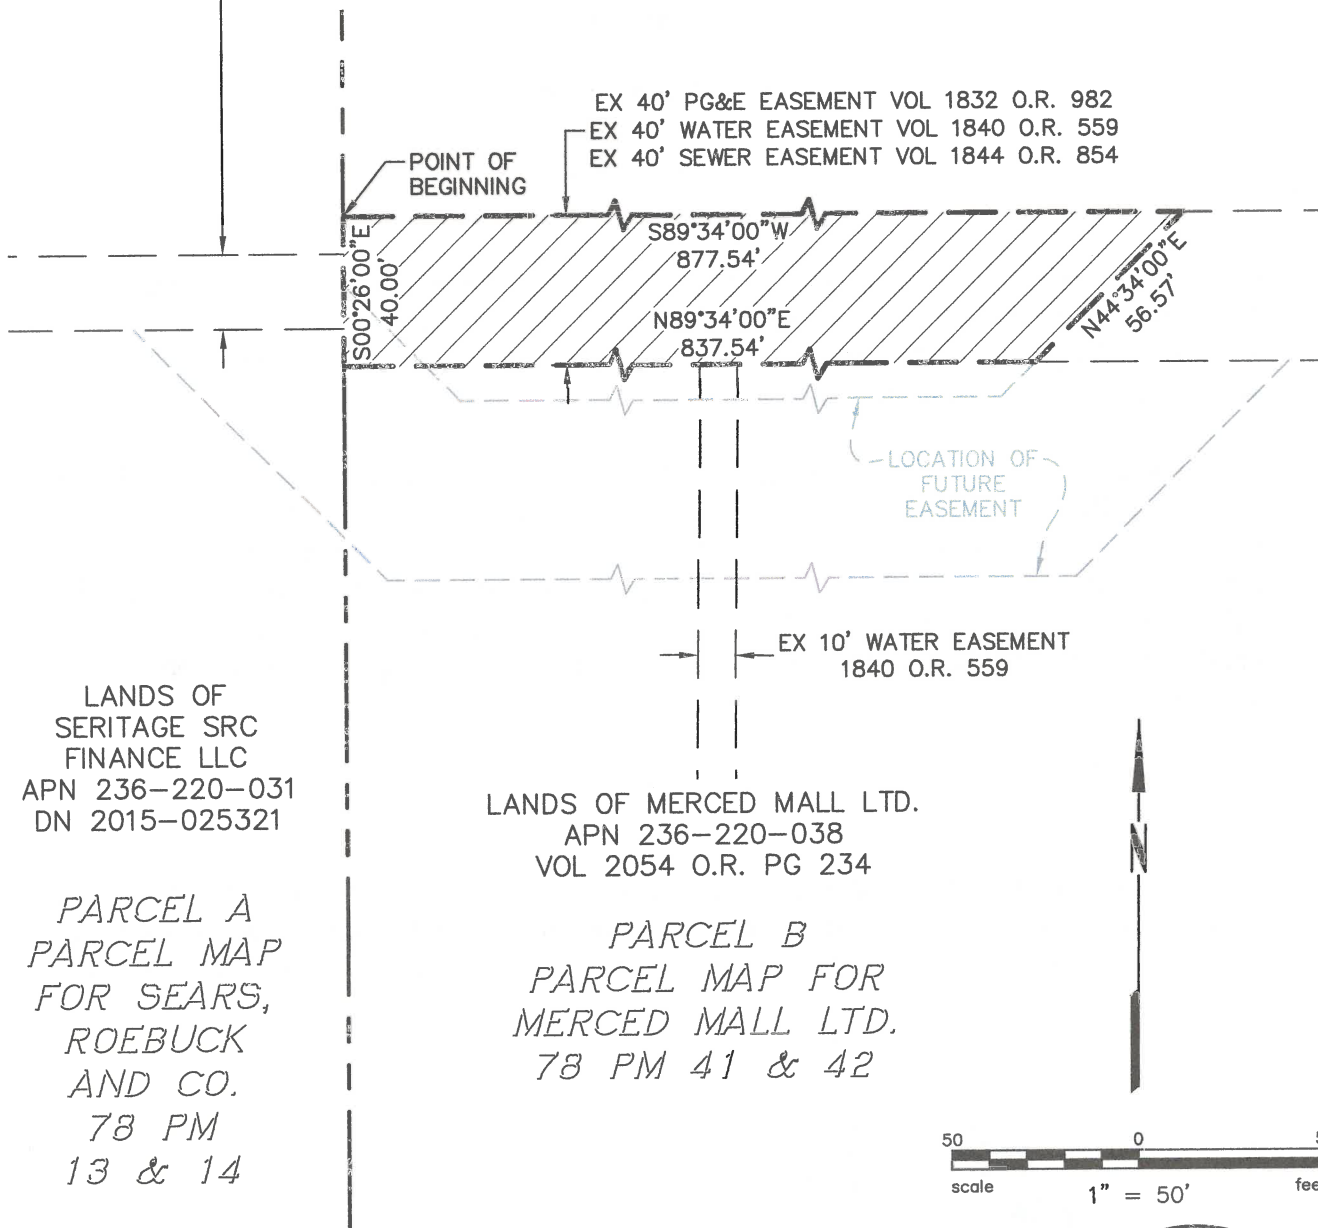 EX 40' PG&E EASEMENT VOL 1832 O.R. 982
EX 40' WATER EASEMENT VOL 1840 O.R. 559
EX 40' SEWER EASEMENT VOL 1844 O.R. 854
POINT OF
BEGINNING
S89°34'00"W
877.54'
S00°26'00"E
40.00'
N89°34'00"E
837.54'
N44°34'00"E
56.57'
LOCATION OF
FUTURE
EASEMENT
EX 10' WATER EASEMENT
1840 O.R. 559
LANDS OF
SERITAGE SRC
FINANCE LLC
APN 236-220-031
DN 2015-025321
LANDS OF MERCED MALL LTD.
APN 236-220-038
VOL 2054 O.R. PG 234
PARCEL A
PARCEL MAP
FOR SEARS,
ROEBUCK
AND CO.
78 PM
13 & 14
PARCEL B
PARCEL MAP FOR
MERCED MALL LTD.
78 PM 41 & 42
N
50 0
scale
1" = 50'